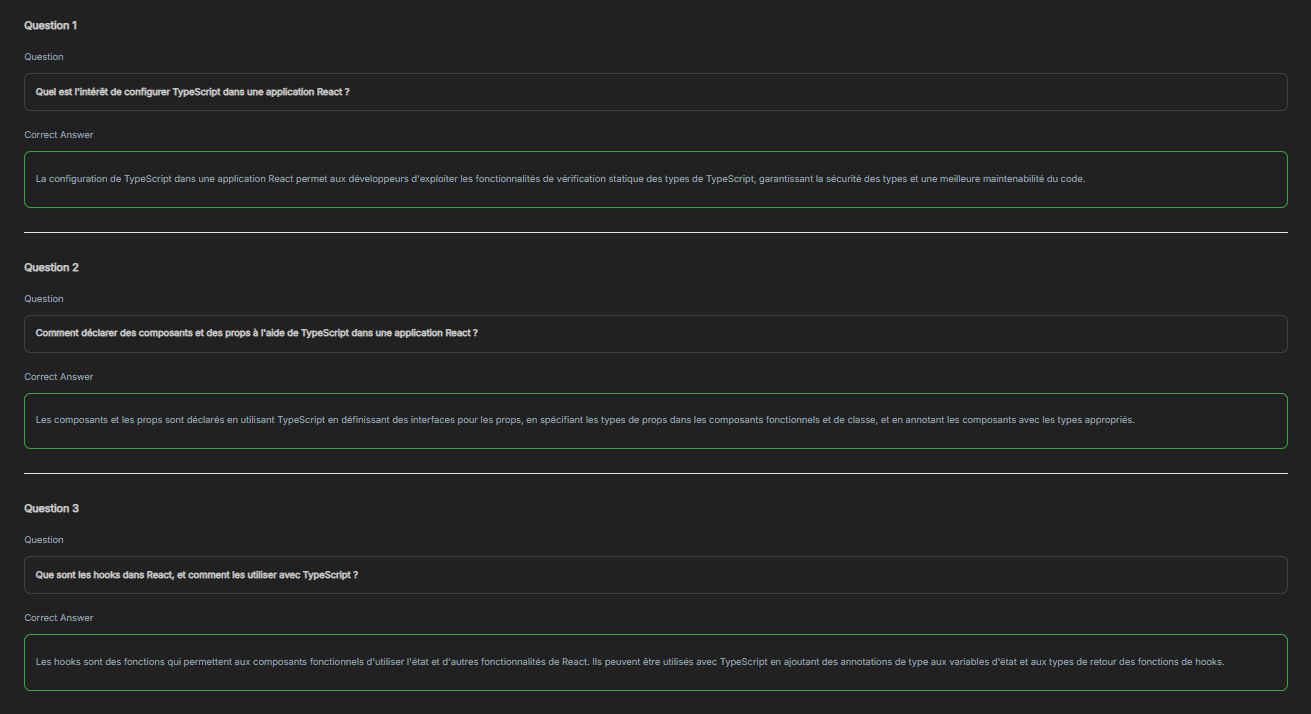 Question 1
Question
Quel est l'intérêt de configurer TypeScript dans une application React ?
Correct Answer
La configuration de TypeScript dans une application React permet aux développeurs d'exploiter les fonctionnalités de vérification statique des types de TypeScript, garantissant la sécurité des types et une meilleure maintenabilité du code.
Question 2
Question
Comment déclarer des composants et des props à l'aide de TypeScript dans une application React ?
Correct Answer
Les composants et les props sont déclarés en utilisant TypeScript en définissant des interfaces pour les props, en spécifiant les types de props dans les composants fonctionnels et de classe, et en annotant les composants avec les types appropriés.
Question 3
Question
Que sont les hooks dans React, et comment les utiliser avec TypeScript ?
Correct Answer
Les hooks sont des fonctions qui permettent aux composants fonctionnels d'utiliser l'état et d'autres fonctionnalités de React. Ils peuvent être utilisés avec TypeScript en ajoutant des annotations de type aux variables d'état et aux types de retour des fonctions de hooks.